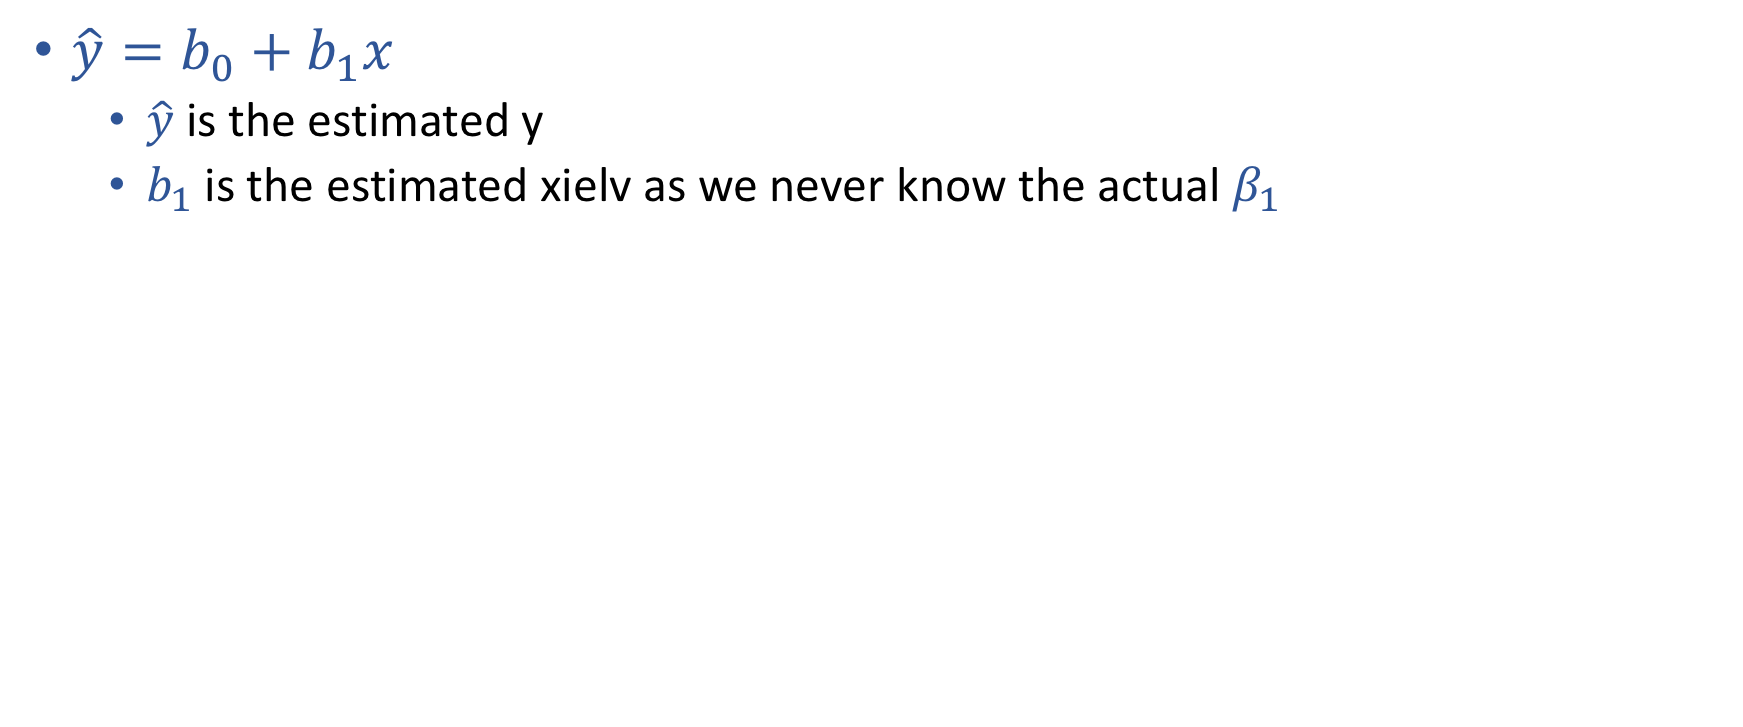 • ŷ = b₀ + b₁x
• ŷ is the estimated y
• b₁ is the estimated xielv as we never know the actual β₁